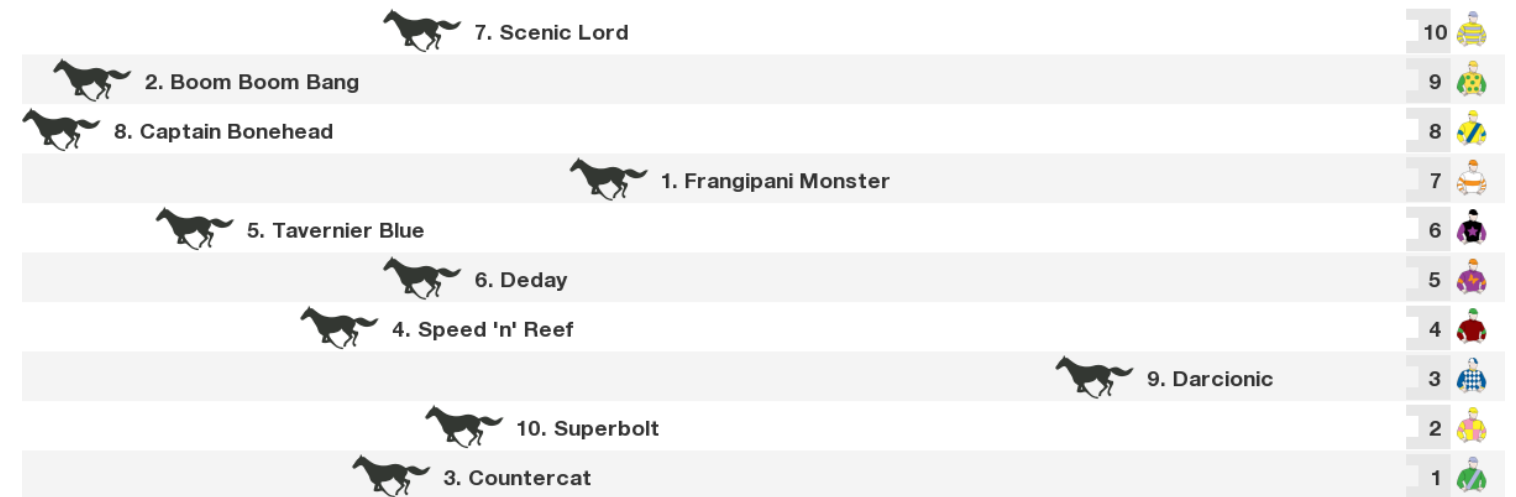 7. Scenic Lord 10
2. Boom Boom Bang 9
8. Captain Bonehead 8
1. Frangipani Monster 7
5. Tavernier Blue 6
6. Deday 5
4. Speed 'n' Reef 4
9. Darcionic 3
10. Superbolt 2
3. Countercat 1